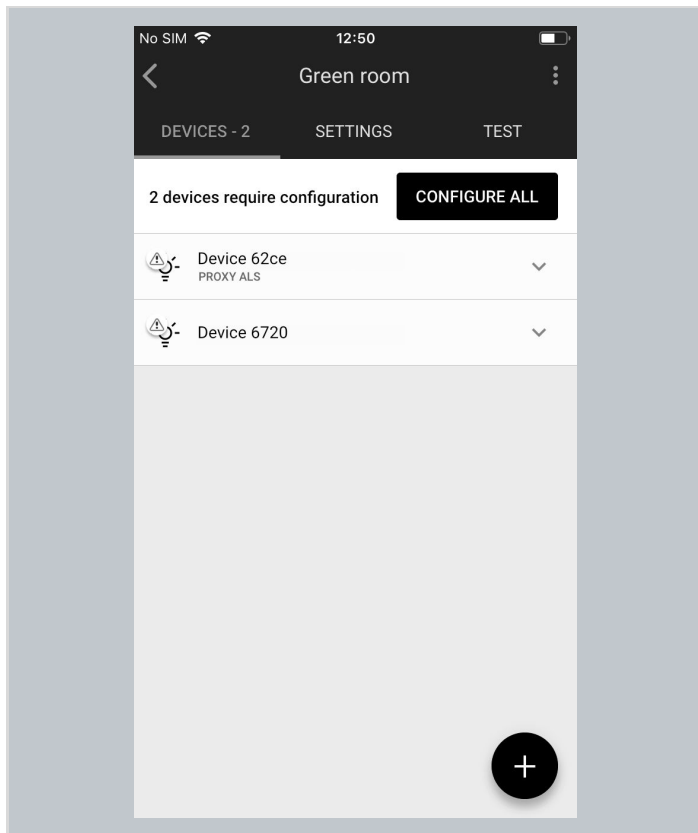 No SIM 12:50
Green room
DEVICES - 2 SETTINGS TEST
2 devices require configuration CONFIGURE ALL
Device 62ce
PROXY ALS
Device 6720